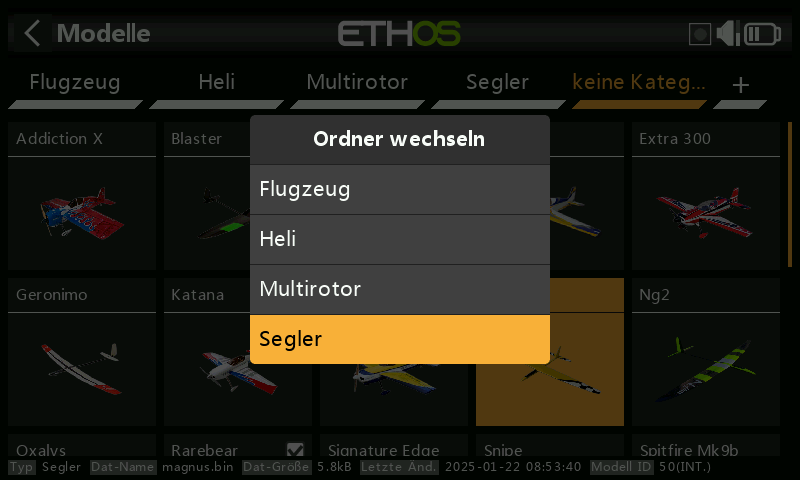 Modelle ETHOS
Flugzeug Heli Multirotor Segler keine Kateg... +
Addiction X Blaster Extra 300
Ordner wechseln
Flugzeug
Heli
Multirotor
Segler
Geronimo Katana Ng2
Oxalys Rarebear Signature Edge Snipe Spitfire Mk9b
Typ Segler Dat-Name magnus.bin Dat-Größe 5.8kB Letzte Änd. 2025-01-22 08:53:40 Modell ID 50(INT.)